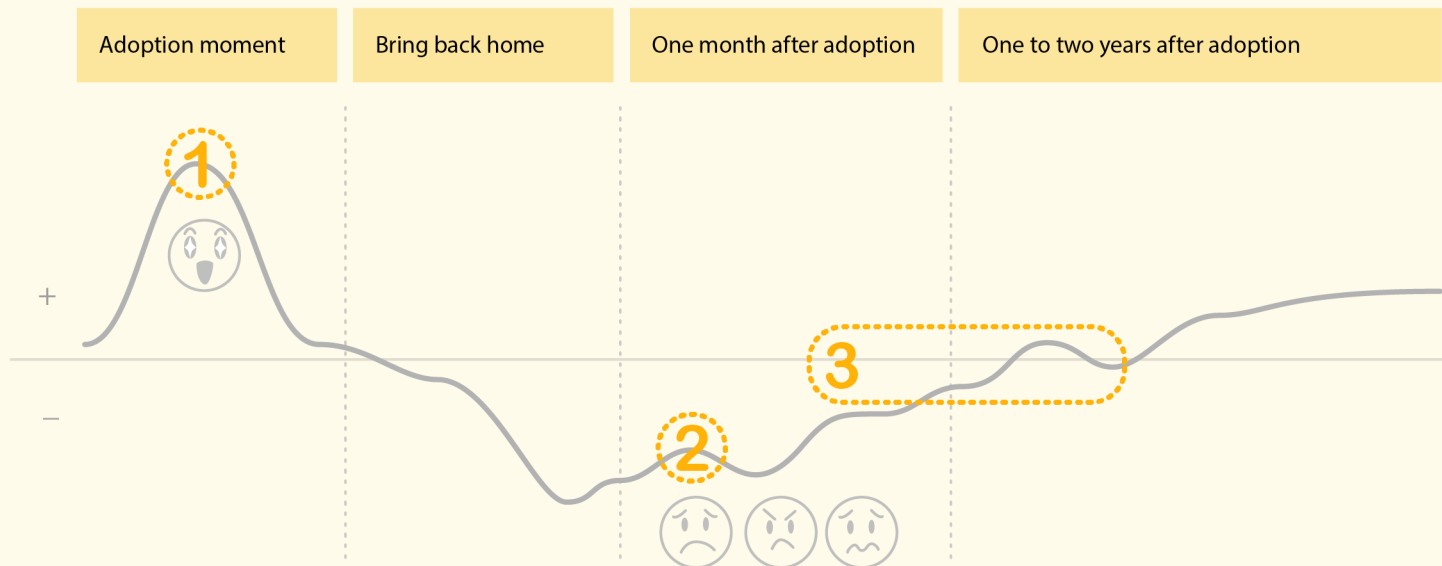 Adoption moment
Bring back home
One month after adoption
One to two years after adoption
1
+
3
−
2